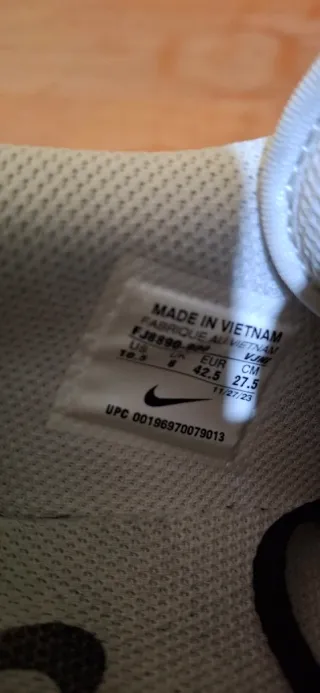 MADE IN VIETNAM
FABRIQUE AU VIETNAM
US UK EUR CM
10.5 8 42.5 27.5
11/27/23
UPC 00196970079013